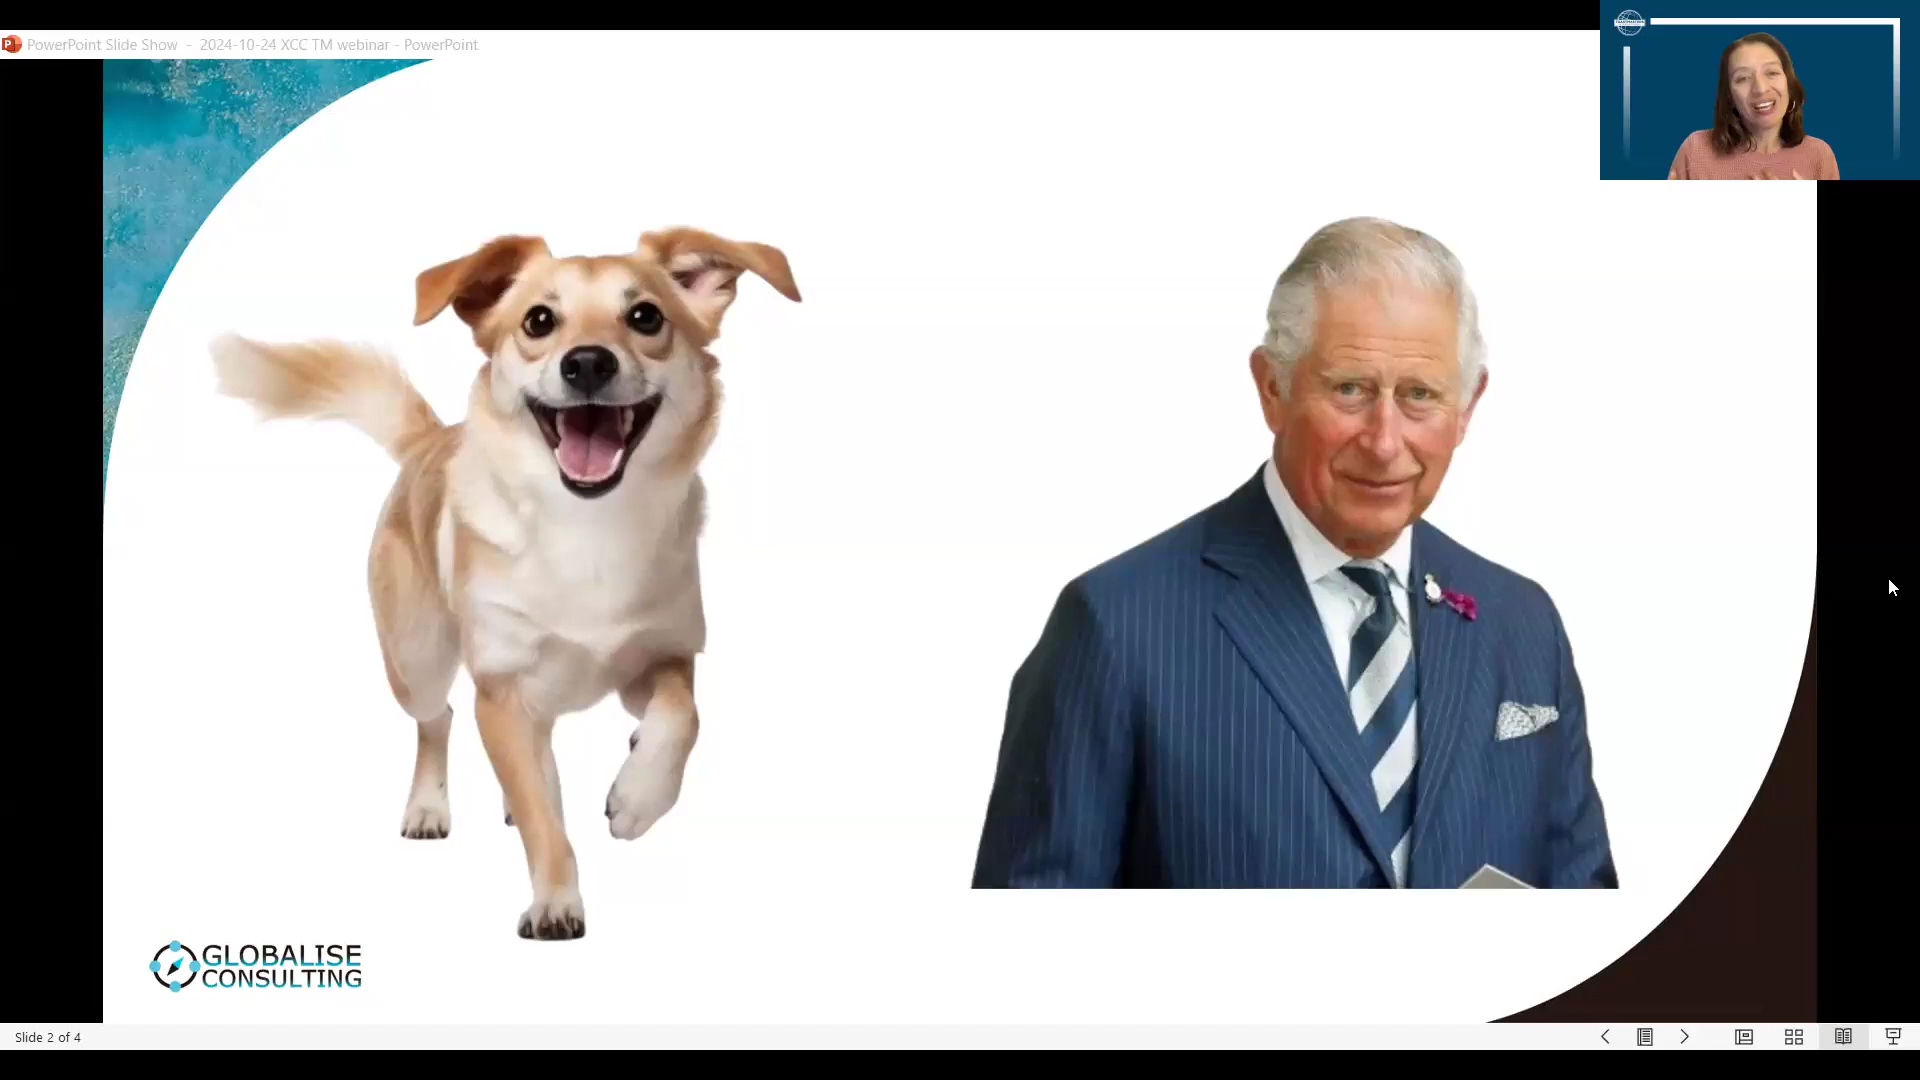 PowerPoint Slide Show - 2024-10-24 XCC TM webinar - PowerPoint
GLOBALISE
CONSULTING
Slide 2 of 4